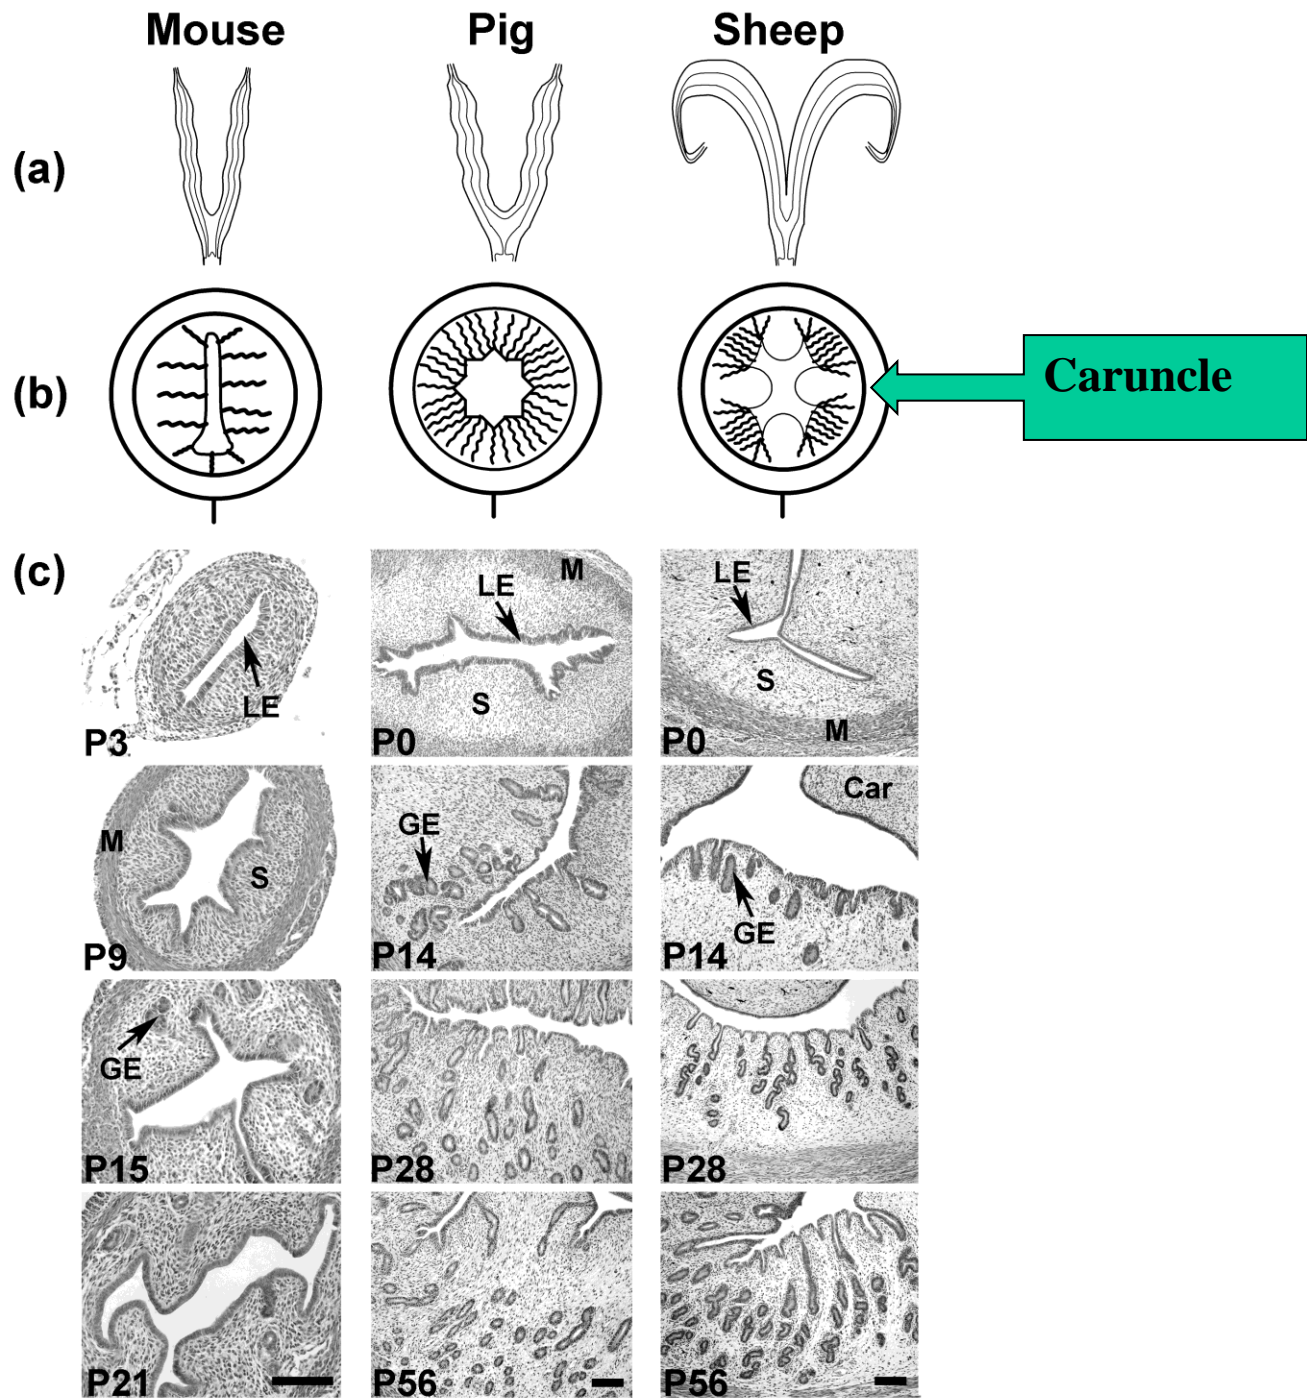 Mouse Pig Sheep
(a)
(b)
Caruncle
(c)
LE
P3
LE
M
S
P0
LE
S
M
P0
M
S
P9
GE
P14
Car
GE
P14
GE
P15
P28
P28
P21
P56
P56